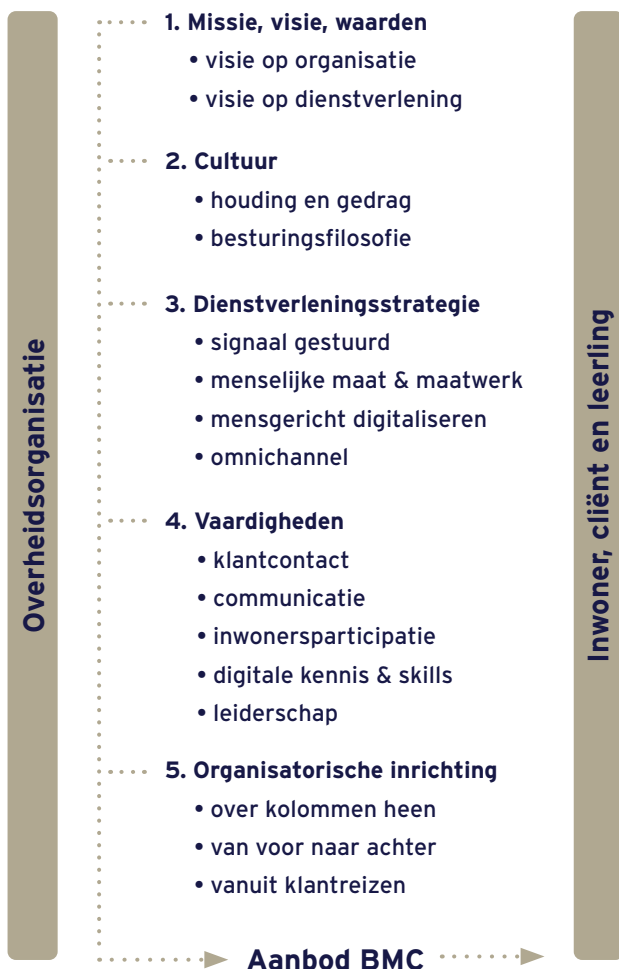 Overheidsorganisatie
1. Missie, visie, waarden
• visie op organisatie
• visie op dienstverlening
2. Cultuur
• houding en gedrag
• besturingsfilosofie
3. Dienstverleningsstrategie
• signaal gestuurd
• menselijke maat & maatwerk
• mensgericht digitaliseren
• omnichannel
4. Vaardigheden
• klantcontact
• communicatie
• inwonersparticipatie
• digitale kennis & skills
• leiderschap
5. Organisatorische inrichting
• over kolommen heen
• van voor naar achter
• vanuit klantreizen
Aanbod BMC
Inwoner, cliënt en leerling